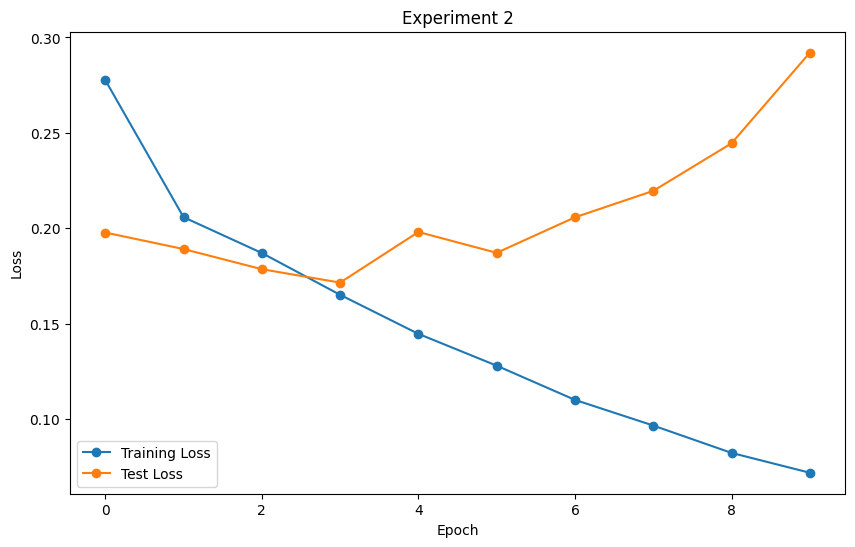 Experiment 2
0.30
0.25
0.20
0.15
0.10
Loss
Training Loss
Test Loss
0 2 4 6 8
Epoch